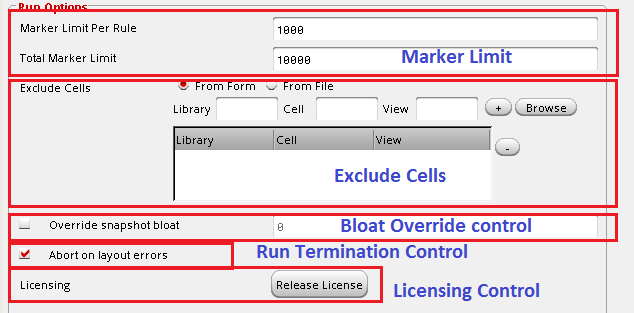 Run Options
Marker Limit Per Rule 1000
Total Marker Limit 10000 Marker Limit
Exclude Cells From Form From File
Library Cell View + Browse
Library Cell View
-
Exclude Cells
Override snapshot bloat 0 Bloat Override control
Abort on layout errors Run Termination Control
Licensing Release License Licensing Control